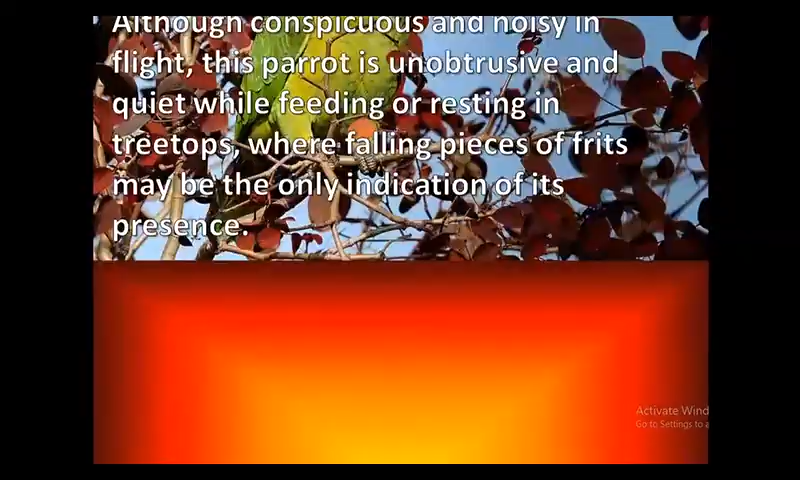 Although conspicuous and noisy in
flight, this parrot is unobtrusive and
quiet while feeding or resting in
treetops, where falling pieces of frits
may be the only indication of its
presence.
Activate Wind
Go to Settings to a